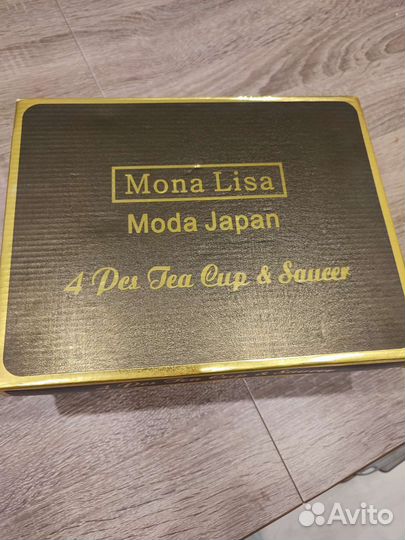 Mona Lisa
Moda Japan
4 Pcs Tea Cup & Saucer
Avito